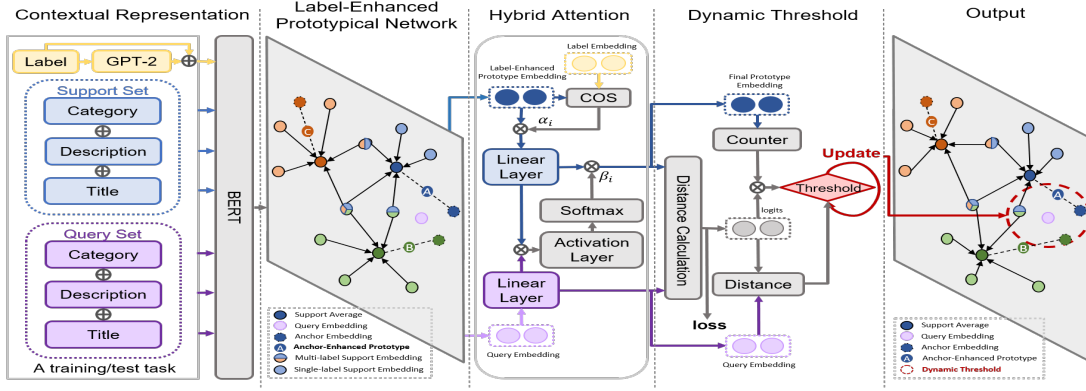 Contextual Representation
Label
GPT-2
Support Set
Category
Description
Title
Query Set
Category
Description
Title
A training/test task
BERT
Label-Enhanced
Prototypical Network
C
A
B
Support Average
Query Embedding
Anchor Embedding
A
Anchor-Enhanced Prototype
Multi-label Support Embedding
Single-label Support Embedding
Hybrid Attention
Label Embedding
Label-Enhanced
Prototype Embedding
COS
αi
Linear
Layer
βi
Softmax
Activation
Layer
Linear
Layer
Query Embedding
Dynamic Threshold
Final Prototype
Embedding
Counter
Update
Threshold
Distance Calculation
logits
Distance
loss
Query Embedding
Output
C
A
B
Support Average
Query Embedding
Anchor Embedding
A
Anchor-Enhanced Prototype
Dynamic Threshold